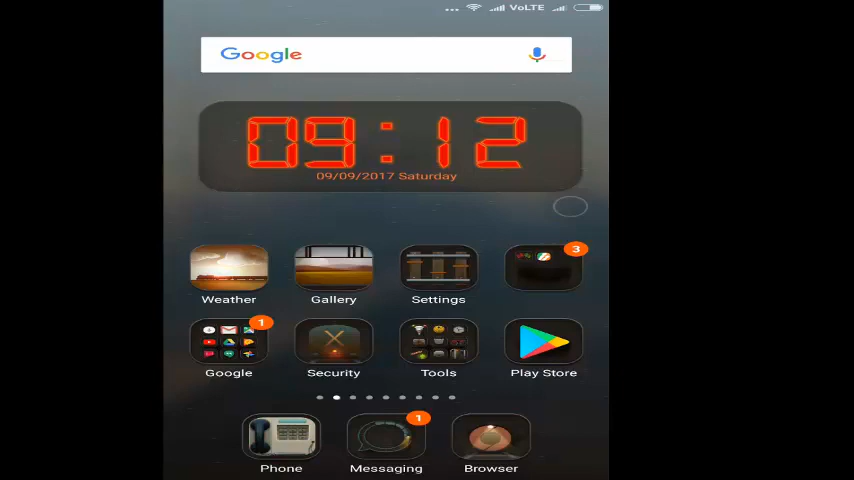 VoLTE
Google
09:12
09/09/2017 Saturday
3
Weather
Gallery
Settings
1
Google
Security
Tools
Play Store
1
Phone
Messaging
Browser